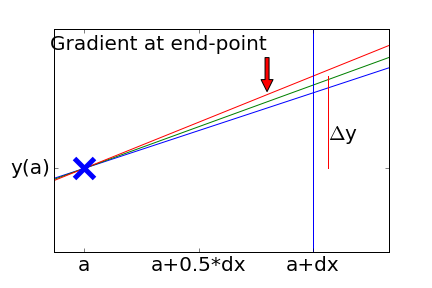 Gradient at end-point
Δy
y(a)
a
a+0.5*dx
a+dx